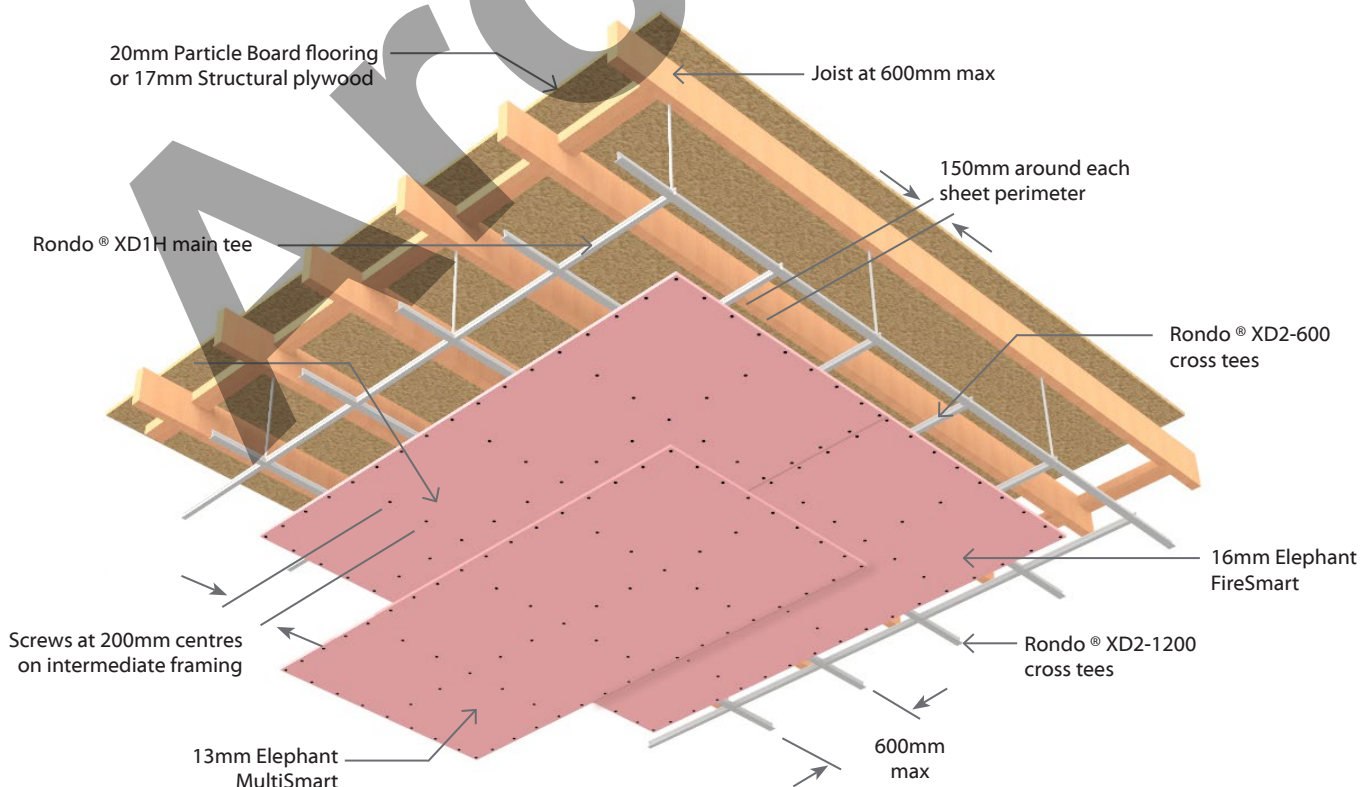 20mm Particle Board flooring
or 17mm Structural plywood
Joist at 600mm max
150mm around each
sheet perimeter
Rondo ® XD1H main tee
Rondo ® XD2-600
cross tees
16mm Elephant
FireSmart
Screws at 200mm centres
on intermediate framing
Rondo ® XD2-1200
cross tees
600mm
max
13mm Elephant
MultiSmart